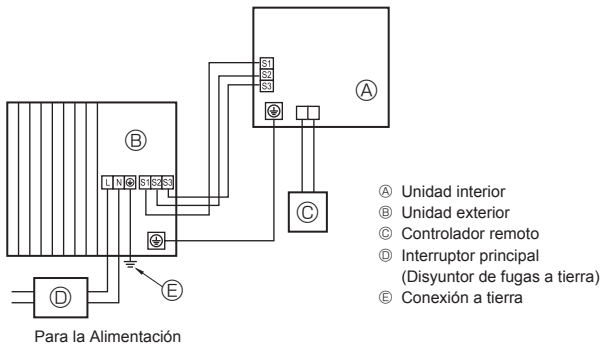 S1
S2
S3
Ⓐ
Ⓑ
L N S1 S2 S3
Ⓒ
Ⓓ
Ⓔ
Para la Alimentación
Ⓐ Unidad interior
Ⓑ Unidad exterior
Ⓒ Controlador remoto
Ⓓ Interruptor principal
(Disyuntor de fugas a tierra)
Ⓔ Conexión a tierra